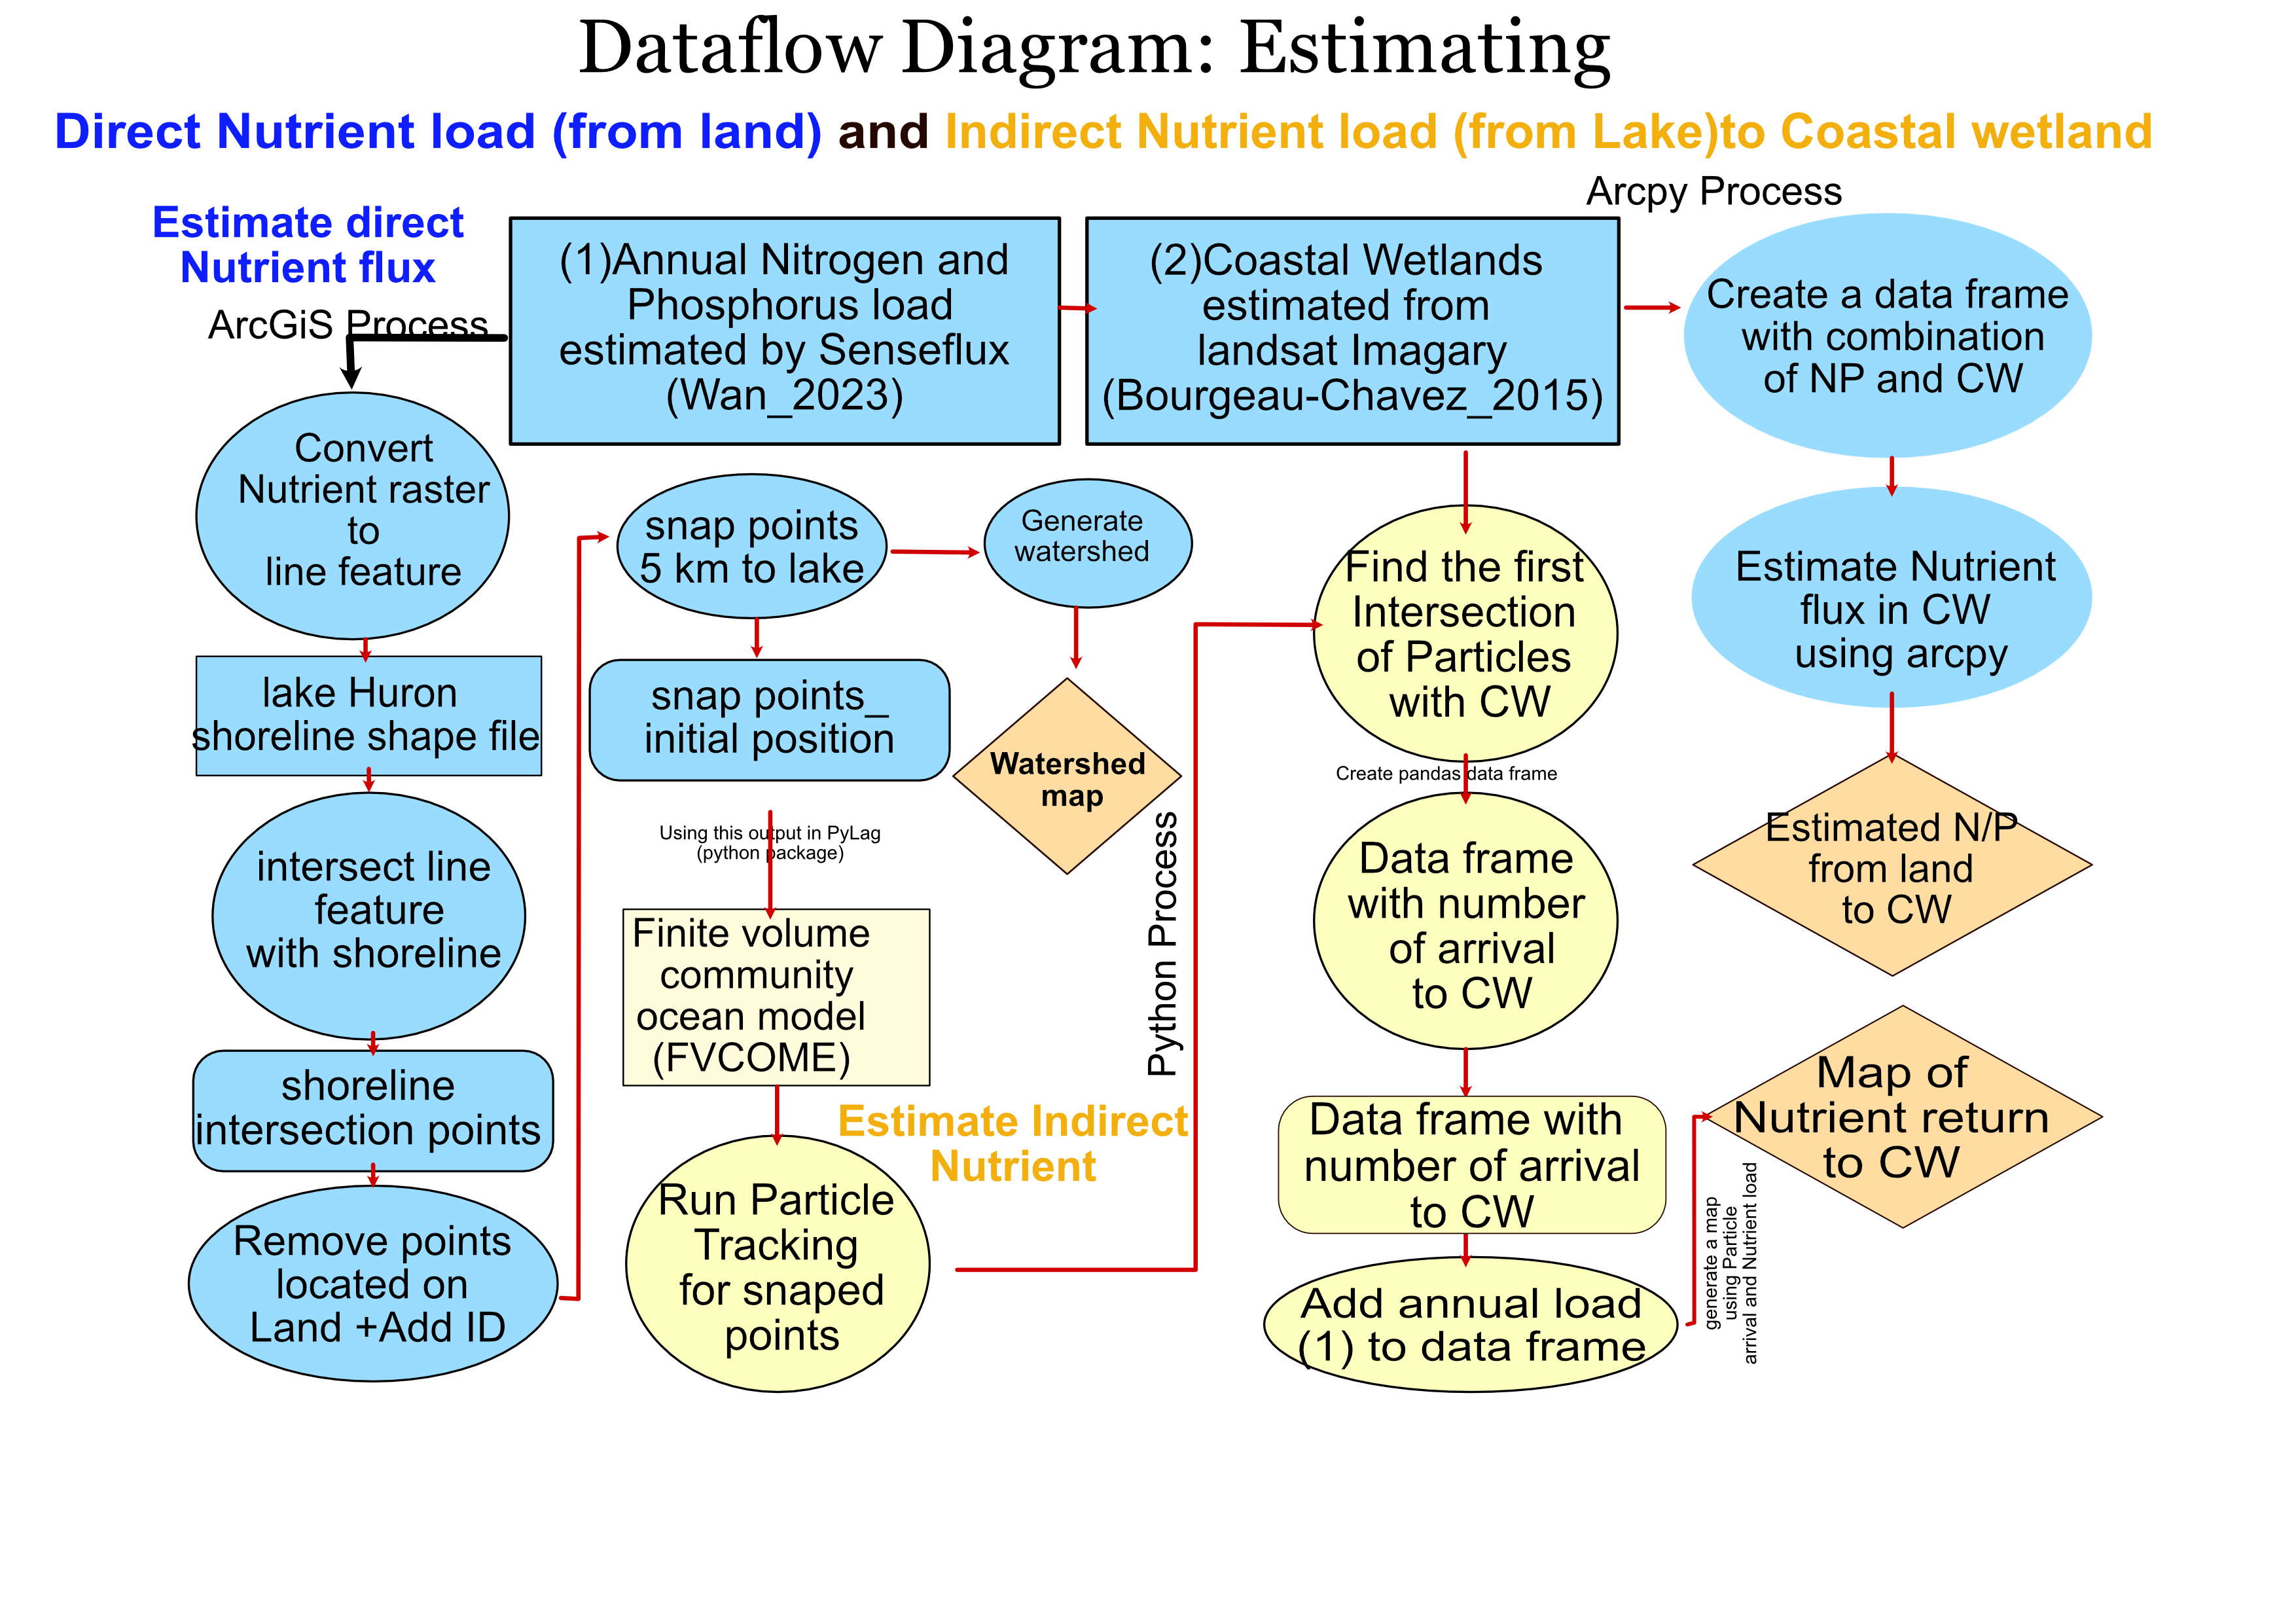 Dataflow Diagram: Estimating
Direct Nutrient load (from land) and Indirect Nutrient load (from Lake)to Coastal wetland
Estimate direct
Nutrient flux
ArcGiS Process
(1)Annual Nitrogen and
Phosphorus load
estimated by Senseflux
(Wan_2023)
(2)Coastal Wetlands
estimated from
landsat Imagary
(Bourgeau-Chavez_2015)
Arcpy Process
Create a data frame
with combination
of NP and CW
Convert
Nutrient raster
to
line feature
lake Huron
shoreline shape file
intersect line
feature
with shoreline
shoreline
intersection points
Remove points
located on
Land +Add ID
snap points
5 km to lake
Generate
watershed
snap points_
initial position
Watershed
map
Using this output in PyLag
(python package)
Finite volume
community
ocean model
(FVCOME)
Estimate Indirect
Nutrient
Run Particle
Tracking
for snaped
points
Python Process
Find the first
Intersection
of Particles
with CW
Create pandas data frame
Data frame
with number
of arrival
to CW
Data frame with
number of arrival
to CW
Add annual load
(1) to data frame
Estimate Nutrient
flux in CW
using arcpy
Estimated N/P
from land
to CW
generate a map
using Particle
arrival and Nutrient load
Map of
Nutrient return
to CW